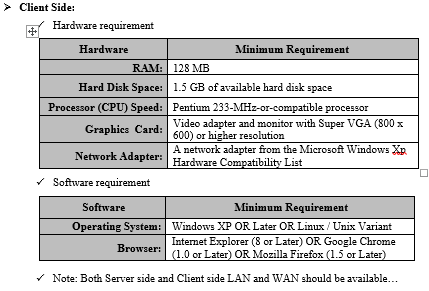 ➢ Client Side:
✓ Hardware requirement
Hardware Minimum Requirement
RAM: 128 MB
Hard Disk Space: 1.5 GB of available hard disk space
Processor (CPU) Speed: Pentium 233-MHz-or-compatible processor
Graphics Card: Video adapter and monitor with Super VGA (800 x
600) or higher resolution
Network Adapter: A network adapter from the Microsoft Windows Xp
Hardware Compatibility List
✓ Software requirement
Software Minimum Requirement
Operating System: Windows XP OR Later OR Linux / Unix Variant
Browser: Internet Explorer (8 or Later) OR Google Chrome
(1.0 or Later) OR Mozilla Firefox (1.5 or Later)
✓ Note: Both Server side and Client side LAN and WAN should be available…